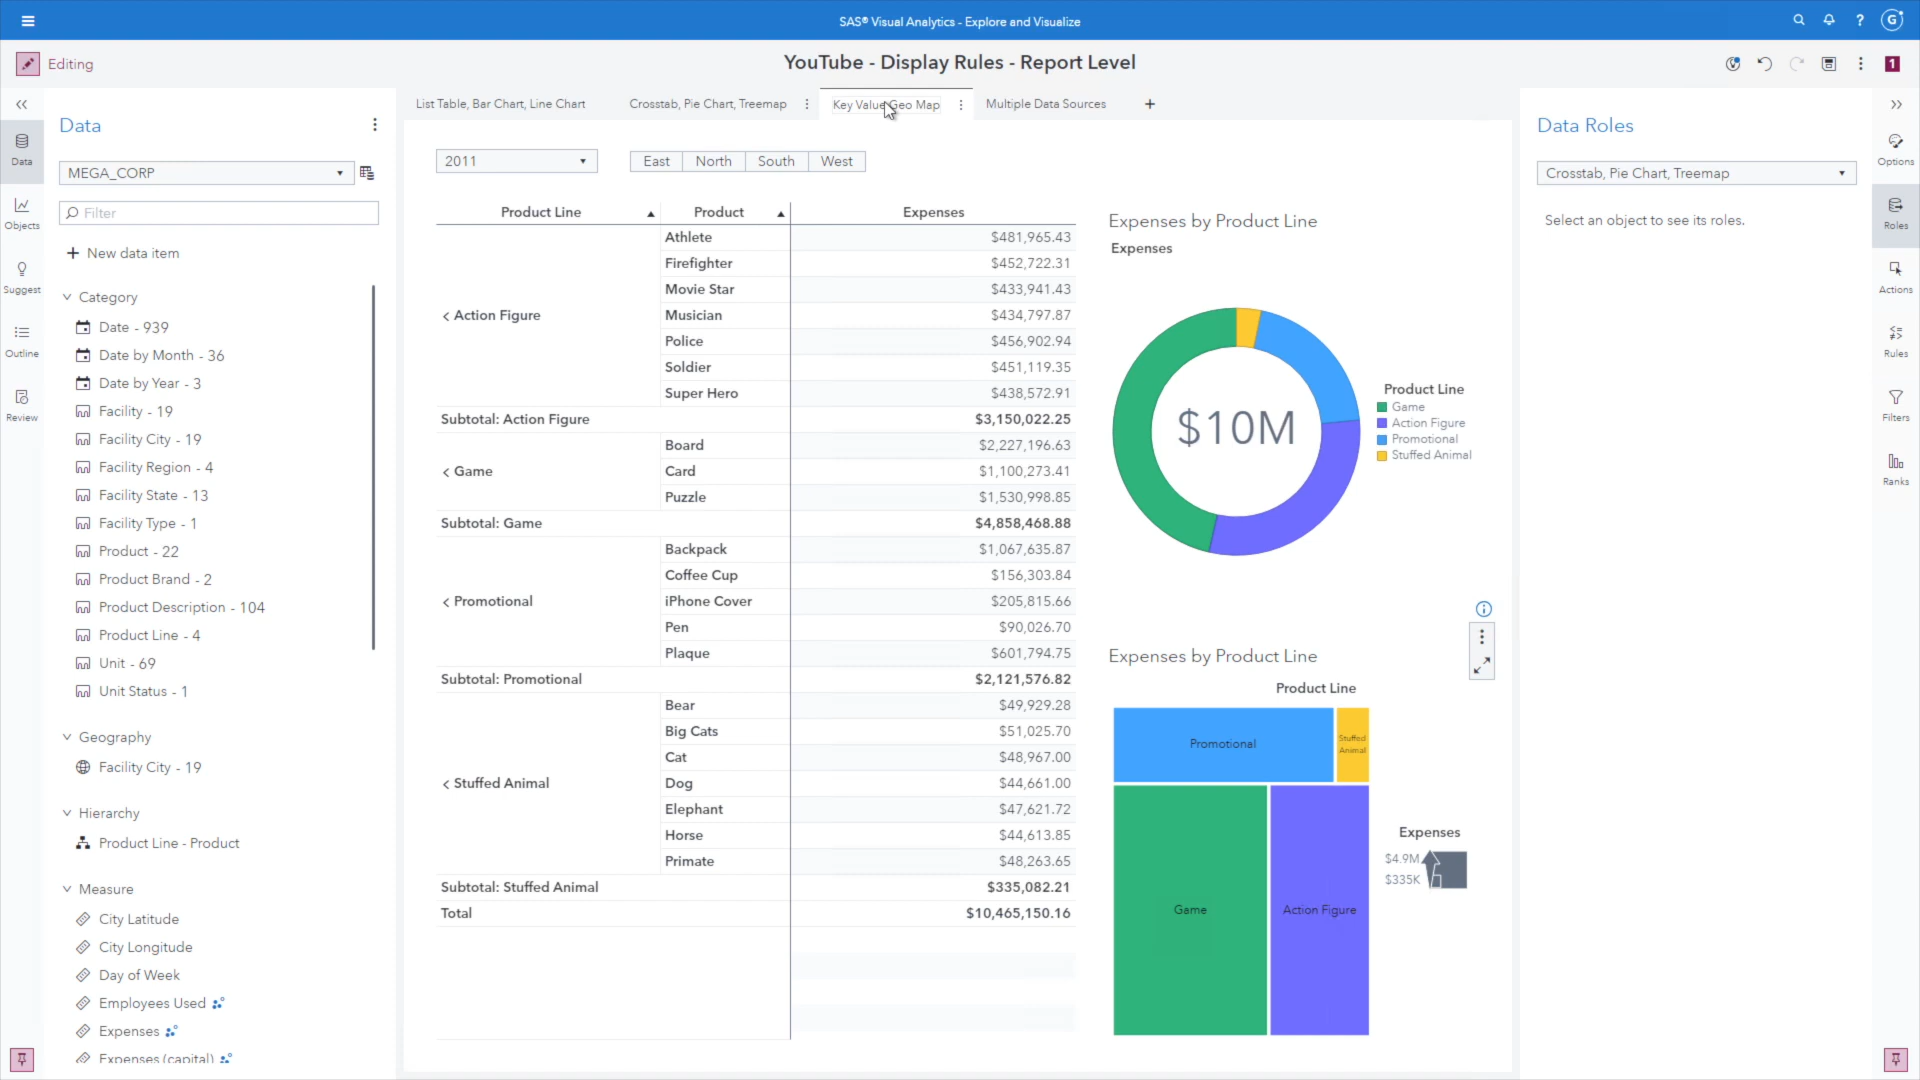 SAS® Visual Analytics - Explore and Visualize
?
G
Editing
YouTube - Display Rules - Report Level
1
List Table, Bar Chart, Line Chart
Crosstab, Pie Chart, Treemap
Key Value Geo Map
Multiple Data Sources
Data
MEGA_CORP
Filter
New data item
Category
Date - 939
Date by Month - 36
Date by Year - 3
Facility - 19
Facility City - 19
Facility Region - 4
Facility State - 13
Facility Type - 1
Product - 22
Product Brand - 2
Product Description - 104
Product Line - 4
Unit - 69
Unit Status - 1
Geography
Facility City - 19
Hierarchy
Product Line - Product
Measure
City Latitude
City Longitude
Day of Week
Employees Used
Expenses
Expenses (capital)
Data
Objects
Suggest
Outline
Review
2011
East North South West
Product Line Product Expenses
Athlete $481,965.43
Firefighter $452,722.31
Movie Star $433,941.43
Action Figure Musician $434,797.87
Police $456,902.94
Soldier $451,119.35
Super Hero $438,572.91
Subtotal: Action Figure $3,150,022.25
Board $2,227,196.63
Game Card $1,100,273.41
Puzzle $1,530,998.85
Subtotal: Game $4,858,468.88
Backpack $1,067,635.87
Coffee Cup $156,303.84
Promotional iPhone Cover $205,815.66
Pen $90,026.70
Plaque $601,794.75
Subtotal: Promotional $2,121,576.82
Bear $49,929.28
Big Cats $51,025.70
Cat $48,967.00
Stuffed Animal Dog $44,661.00
Elephant $47,621.72
Horse $44,613.85
Primate $48,263.65
Subtotal: Stuffed Animal $335,082.21
Total $10,465,150.16
Expenses by Product Line
Expenses
$10M
Product Line
Game
Action Figure
Promotional
Stuffed Animal
Expenses by Product Line
Product Line
Promotional
Stuffed
Animal
Game
Action Figure
Expenses
$4.9M
$335K
Data Roles
Crosstab, Pie Chart, Treemap
Select an object to see its roles.
Options
Roles
Actions
Rules
Filters
Ranks